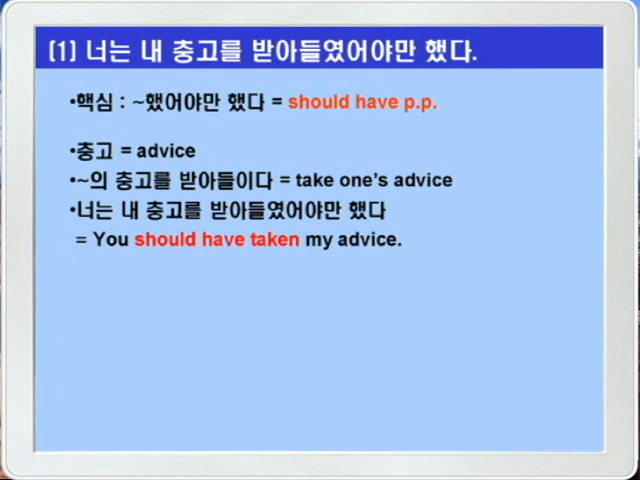 (1) 너는 내 충고를 받아들였어야만 했다.
•핵심 : ~했어야만 했다 = should have p.p.
•충고 = advice
•~의 충고를 받아들이다 = take one's advice
•너는 내 충고를 받아들였어야만 했다
= You should have taken my advice.